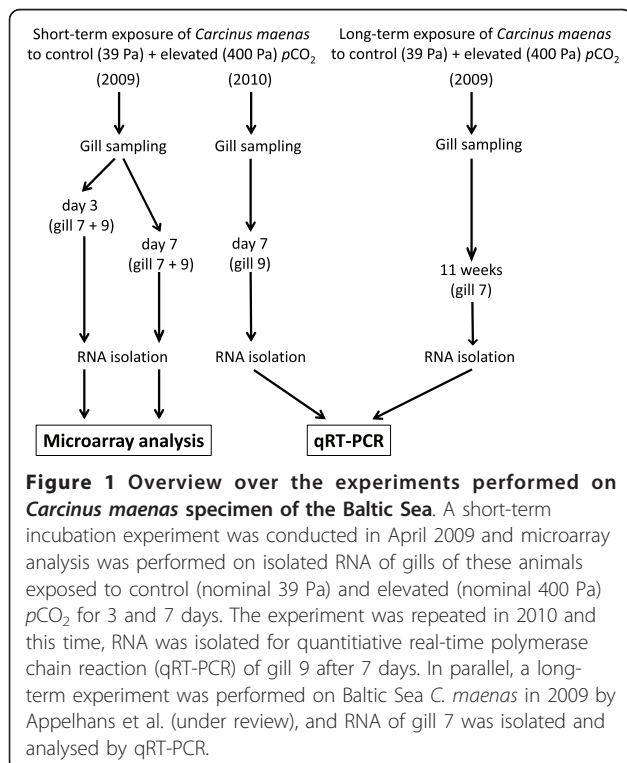 Short-term exposure of Carcinus maenas
to control (39 Pa) + elevated (400 Pa) pCO₂
Long-term exposure of Carcinus maenas
to control (39 Pa) + elevated (400 Pa) pCO₂
(2009)
(2010)
(2009)
Gill sampling
Gill sampling
Gill sampling
day 3
(gill 7 + 9)
day 7
(gill 7 + 9)
day 7
(gill 9)
11 weeks
(gill 7)
RNA isolation
RNA isolation
RNA isolation
Microarray analysis
qRT-PCR
Figure 1 Overview over the experiments performed on
Carcinus maenas specimen of the Baltic Sea. A short-term
incubation experiment was conducted in April 2009 and microarray
analysis was performed on isolated RNA of gills of these animals
exposed to control (nominal 39 Pa) and elevated (nominal 400 Pa)
pCO₂ for 3 and 7 days. The experiment was repeated in 2010 and
this time, RNA was isolated for quantitiative real-time polymerase
chain reaction (qRT-PCR) of gill 9 after 7 days. In parallel, a long-
term experiment was performed on Baltic Sea C. maenas in 2009 by
Appelhans et al. (under review), and RNA of gill 7 was isolated and
analysed by qRT-PCR.